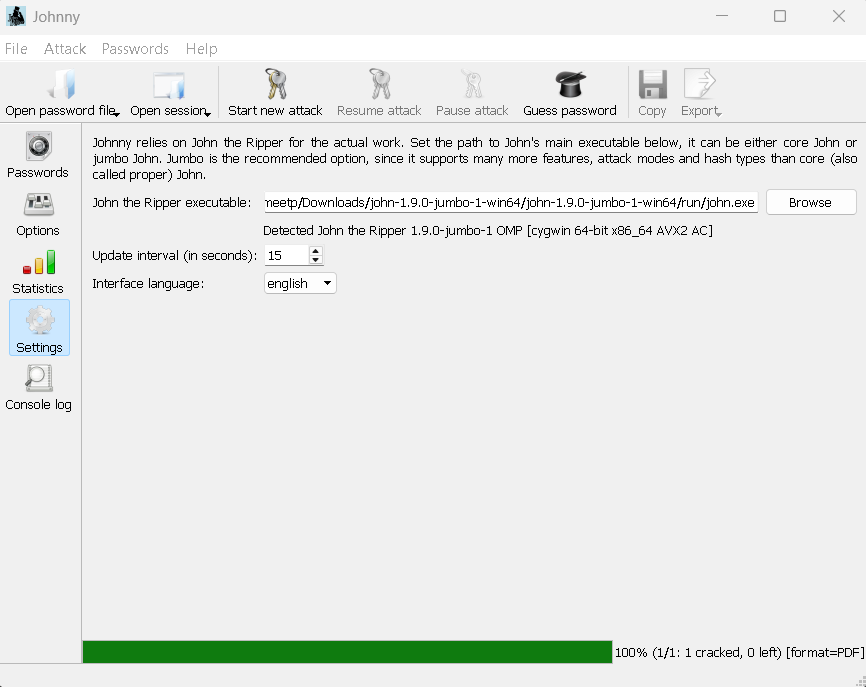 Johnny
File Attack Passwords Help
Open password file Open session Start new attack Resume attack Pause attack Guess password Copy Export
Passwords
Options
Statistics
Settings
Console log
Johnny relies on John the Ripper for the actual work. Set the path to John's main executable below, it can be either core John or
jumbo John. Jumbo is the recommended option, since it supports many more features, attack modes and hash types than core (also
called proper) John.
John the Ripper executable: meetp/Downloads/john-1.9.0-jumbo-1-win64/john-1.9.0-jumbo-1-win64/run/john.exe Browse
Detected John the Ripper 1.9.0-jumbo-1 OMP [cygwin 64-bit x86_64 AVX2 AC]
Update interval (in seconds): 15
Interface language: english
100% (1/1: 1 cracked, 0 left) [format=PDF]